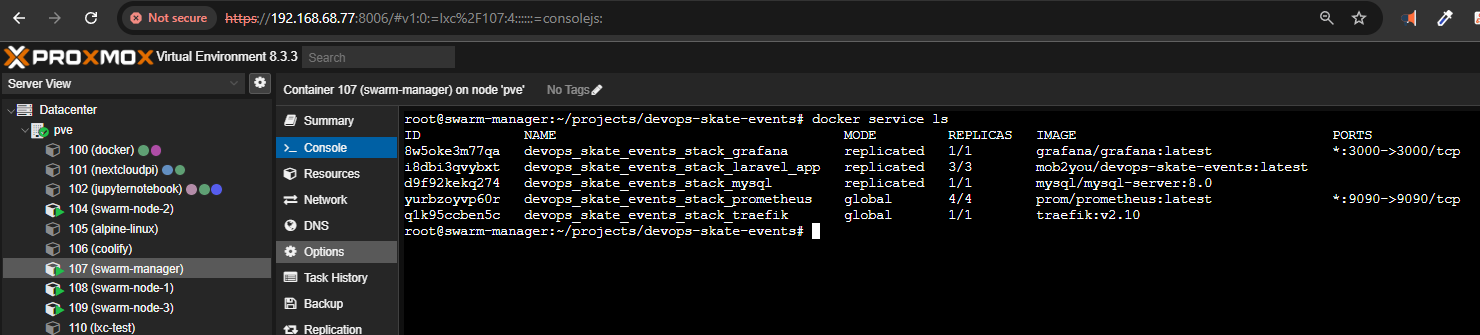 Not secure https://192.168.68.77:8006/#v1:0:=lxc%2F107:4::::::=consolejs:
PROXMOX Virtual Environment 8.3.3 Search
Server View
Datacenter
pve
100 (docker)
101 (nextcloudpi)
102 (jupyternotebook)
104 (swarm-node-2)
105 (alpine-linux)
106 (coolify)
107 (swarm-manager)
108 (swarm-node-1)
109 (swarm-node-3)
110 (lxc-test)
Container 107 (swarm-manager) on node 'pve' No Tags
Summary
Console
Resources
Network
DNS
Options
Task History
Backup
Replication
root@swarm-manager:~/projects/devops-skate-events# docker service ls
ID NAME MODE REPLICAS IMAGE PORTS
8w5oke3m77qa devops_skate_events_stack_grafana replicated 1/1 grafana/grafana:latest *:3000->3000/tcp
i8dbi3qvybxt devops_skate_events_stack_laravel_app replicated 3/3 mob2you/devops-skate-events:latest
d9f92kekq274 devops_skate_events_stack_mysql replicated 1/1 mysql/mysql-server:8.0
yurbzoyvp60r devops_skate_events_stack_prometheus global 4/4 prom/prometheus:latest *:9090->9090/tcp
q1k95ccben5c devops_skate_events_stack_traefik global 1/1 traefik:v2.10
root@swarm-manager:~/projects/devops-skate-events#